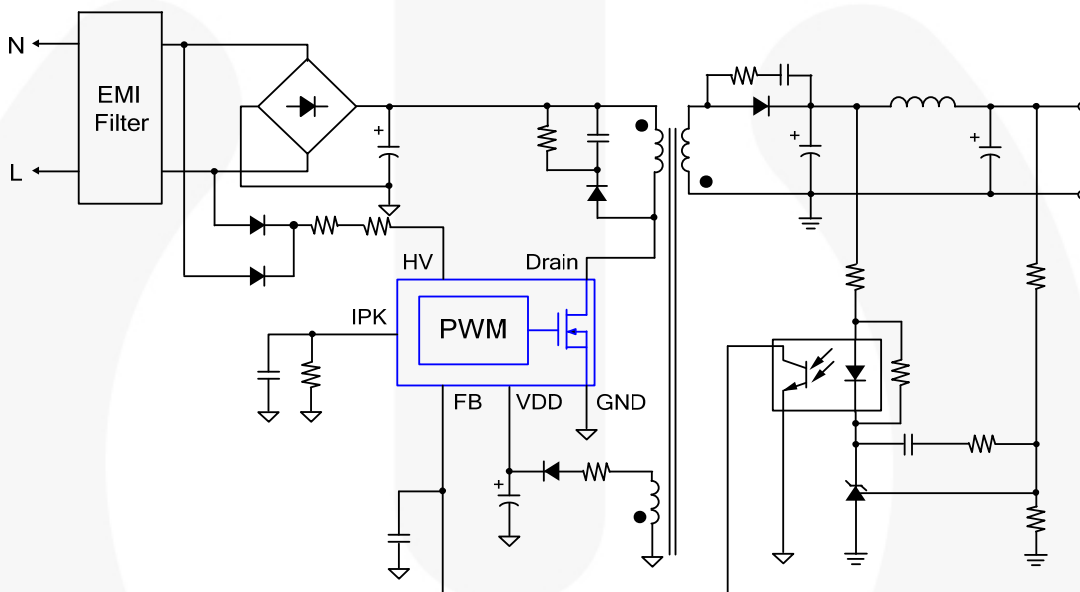 N
EMI
Filter
L
+
+
+
HV
Drain
IPK
PWM
FB
VDD
GND
+